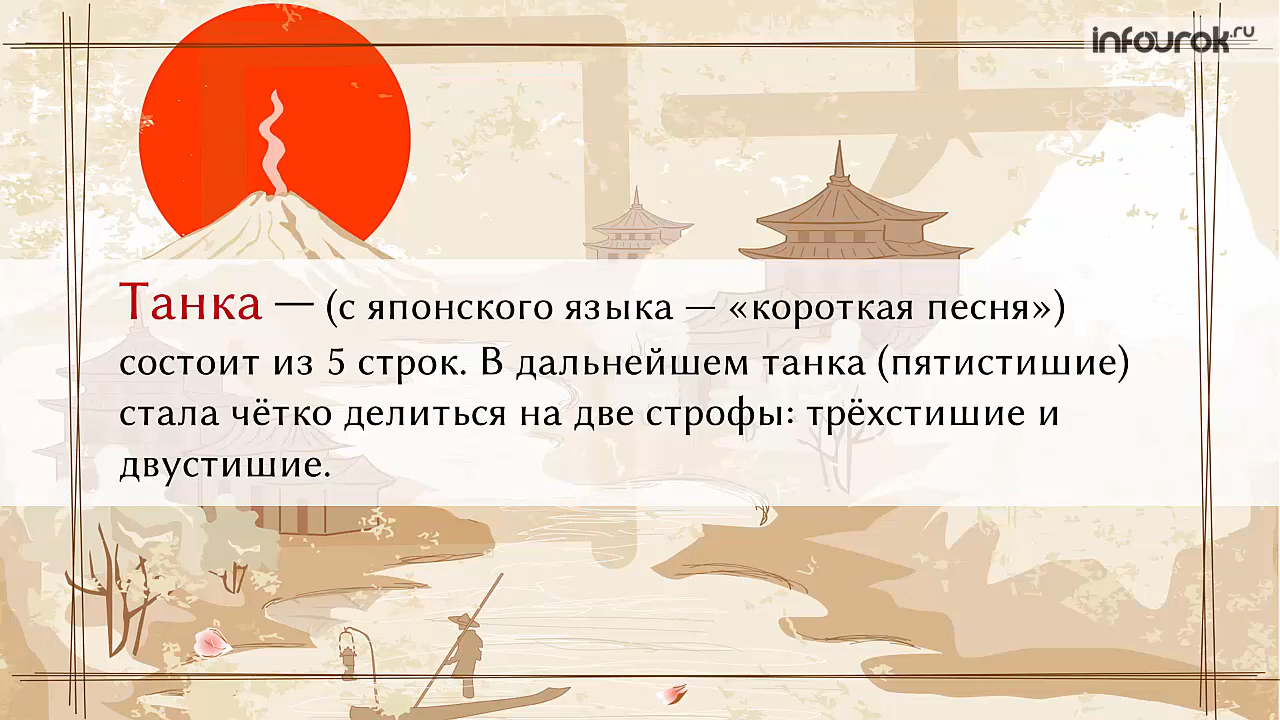 infourok.ru
Танка — (с японского языка — «короткая песня»)
состоит из 5 строк. В дальнейшем танка (пятистишие)
стала чётко делиться на две строфы: трёхстишие и
двустишие.